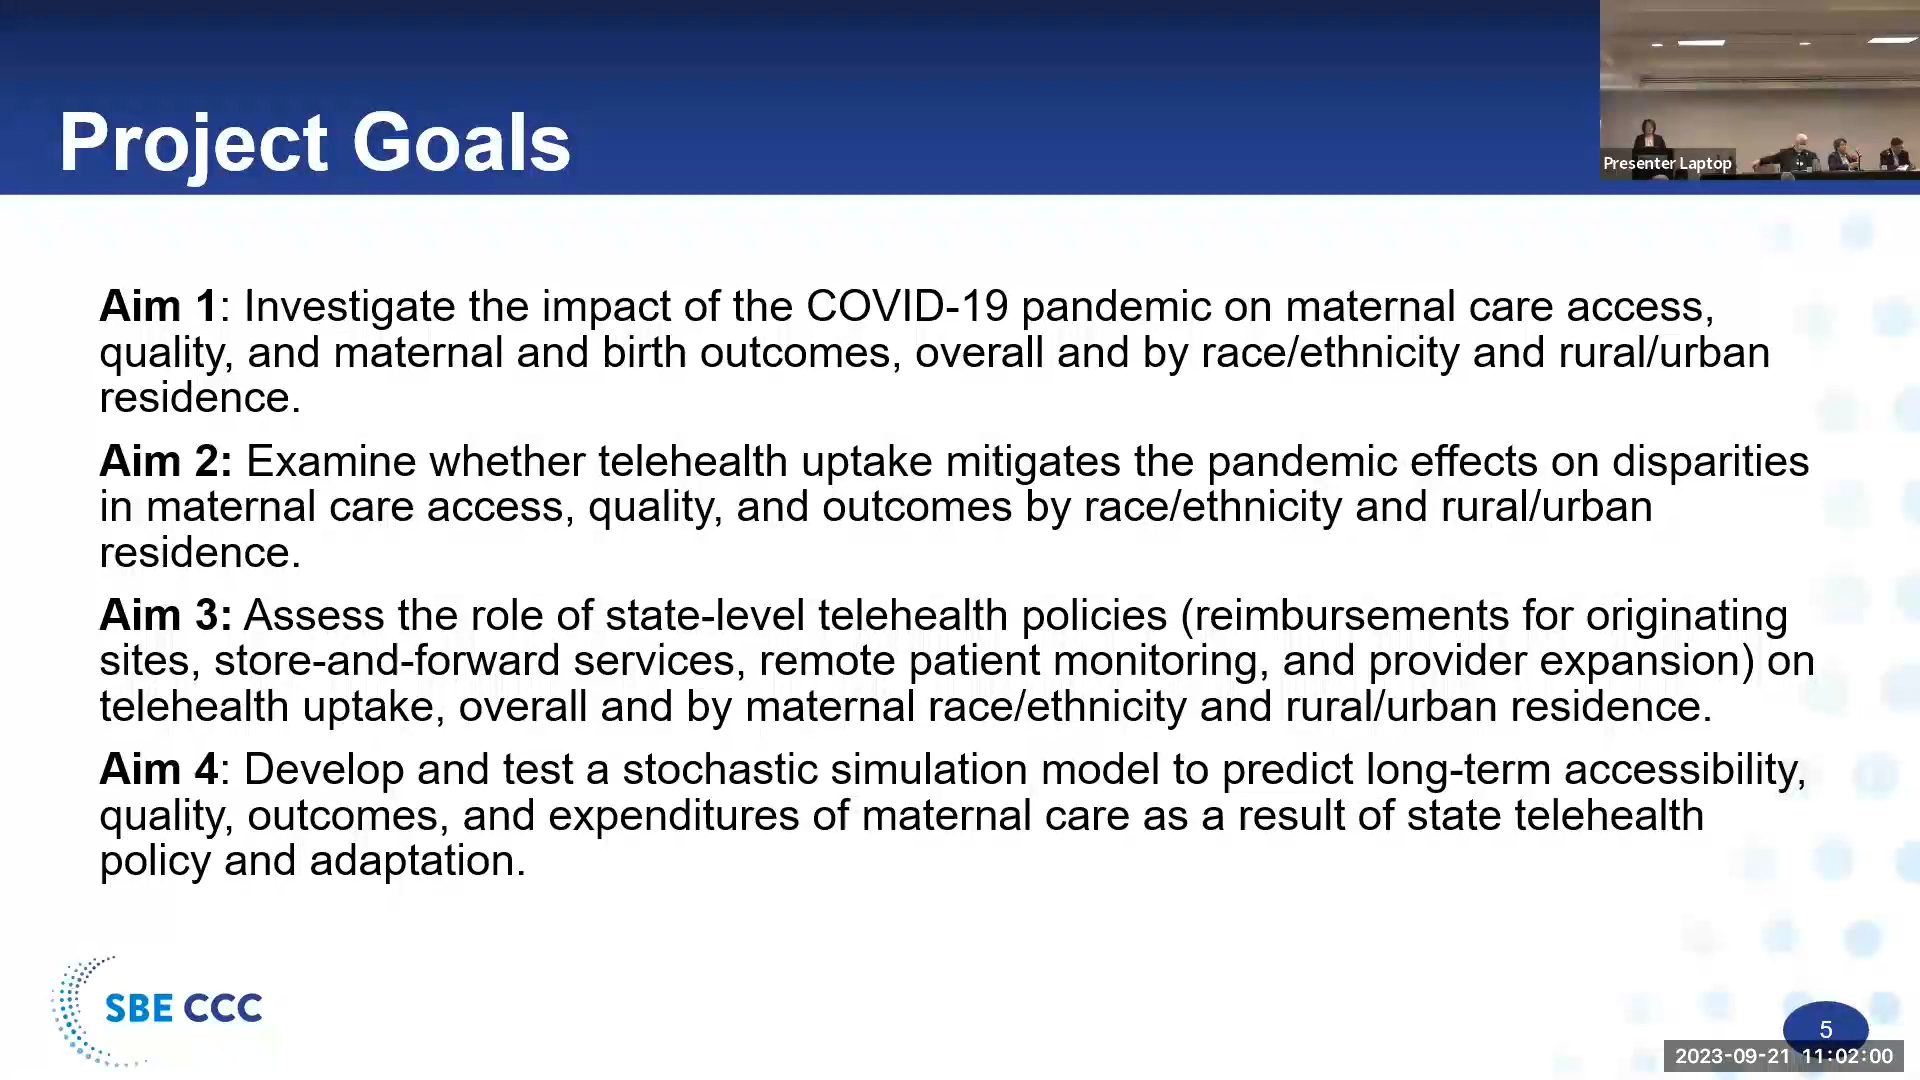 Project Goals
Presenter Laptop
Aim 1: Investigate the impact of the COVID-19 pandemic on maternal care access,
quality, and maternal and birth outcomes, overall and by race/ethnicity and rural/urban
residence.
Aim 2: Examine whether telehealth uptake mitigates the pandemic effects on disparities
in maternal care access, quality, and outcomes by race/ethnicity and rural/urban
residence.
Aim 3: Assess the role of state-level telehealth policies (reimbursements for originating
sites, store-and-forward services, remote patient monitoring, and provider expansion) on
telehealth uptake, overall and by maternal race/ethnicity and rural/urban residence.
Aim 4: Develop and test a stochastic simulation model to predict long-term accessibility,
quality, outcomes, and expenditures of maternal care as a result of state telehealth
policy and adaptation.
SBE CCC
5
2023-09-21 11:02:00